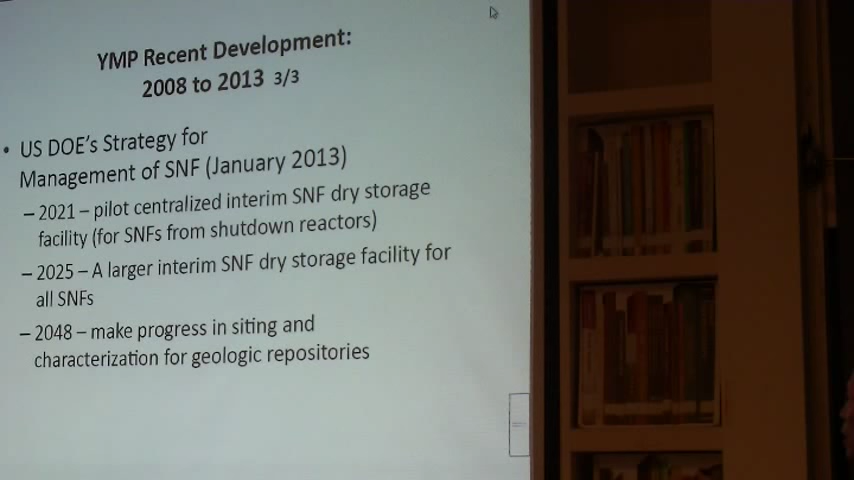 YMP Recent Development:
2008 to 2013 3/3
• US DOE's Strategy for
Management of SNF (January 2013)
– 2021 – pilot centralized interim SNF dry storage
facility (for SNFs from shutdown reactors)
– 2025 – A larger interim SNF dry storage facility for
all SNFs
– 2048 – make progress in siting and
characterization for geologic repositories